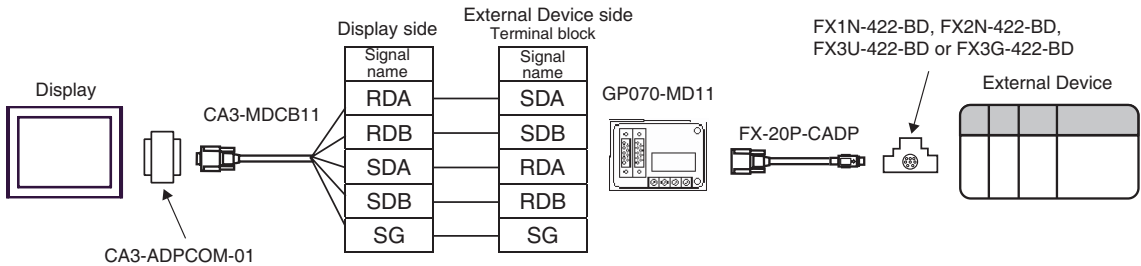 External Device side
Terminal block
Display side
FX1N-422-BD, FX2N-422-BD,
FX3U-422-BD or FX3G-422-BD
External Device
Display
CA3-MDCB11
Signal
name
Signal
name
GP070-MD11
FX-20P-CADP
RDA SDA
RDB SDB
SDA RDA
SDB RDB
SG SG
CA3-ADPCOM-01